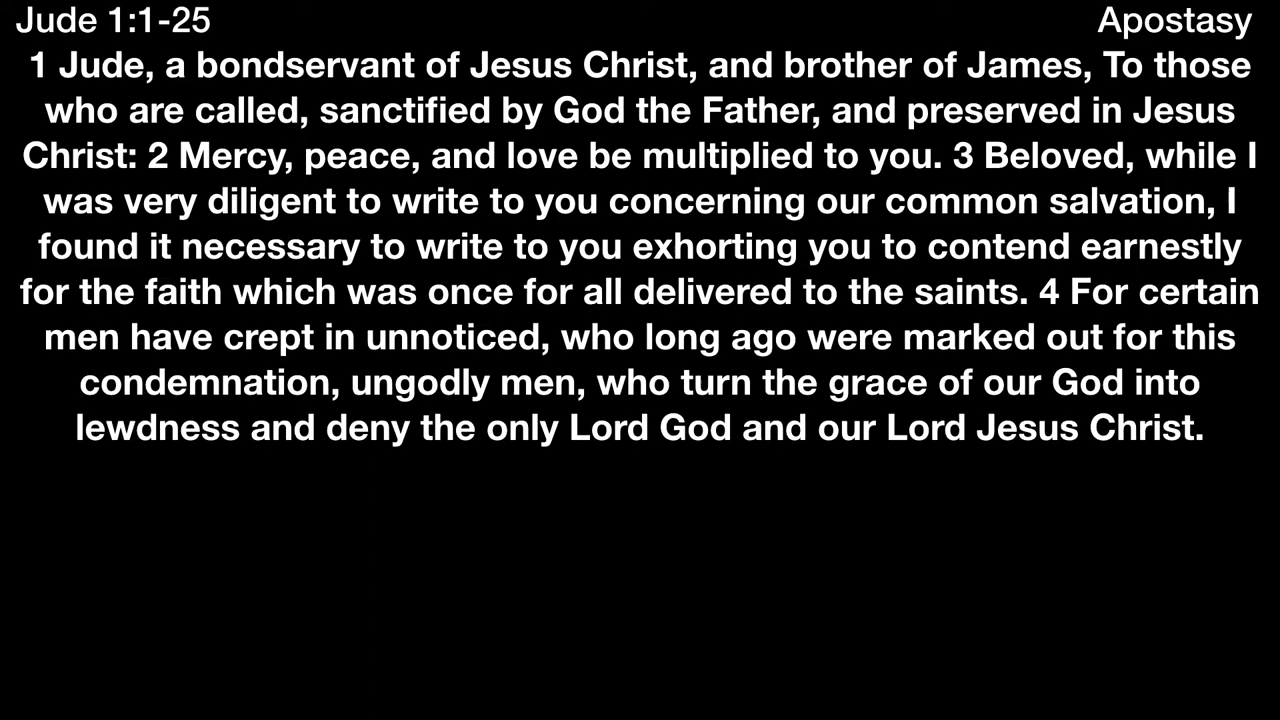 Jude 1:1-25 Apostasy
1 Jude, a bondservant of Jesus Christ, and brother of James, To those
who are called, sanctified by God the Father, and preserved in Jesus
Christ: 2 Mercy, peace, and love be multiplied to you. 3 Beloved, while I
was very diligent to write to you concerning our common salvation, I
found it necessary to write to you exhorting you to contend earnestly
for the faith which was once for all delivered to the saints. 4 For certain
men have crept in unnoticed, who long ago were marked out for this
condemnation, ungodly men, who turn the grace of our God into
lewdness and deny the only Lord God and our Lord Jesus Christ.